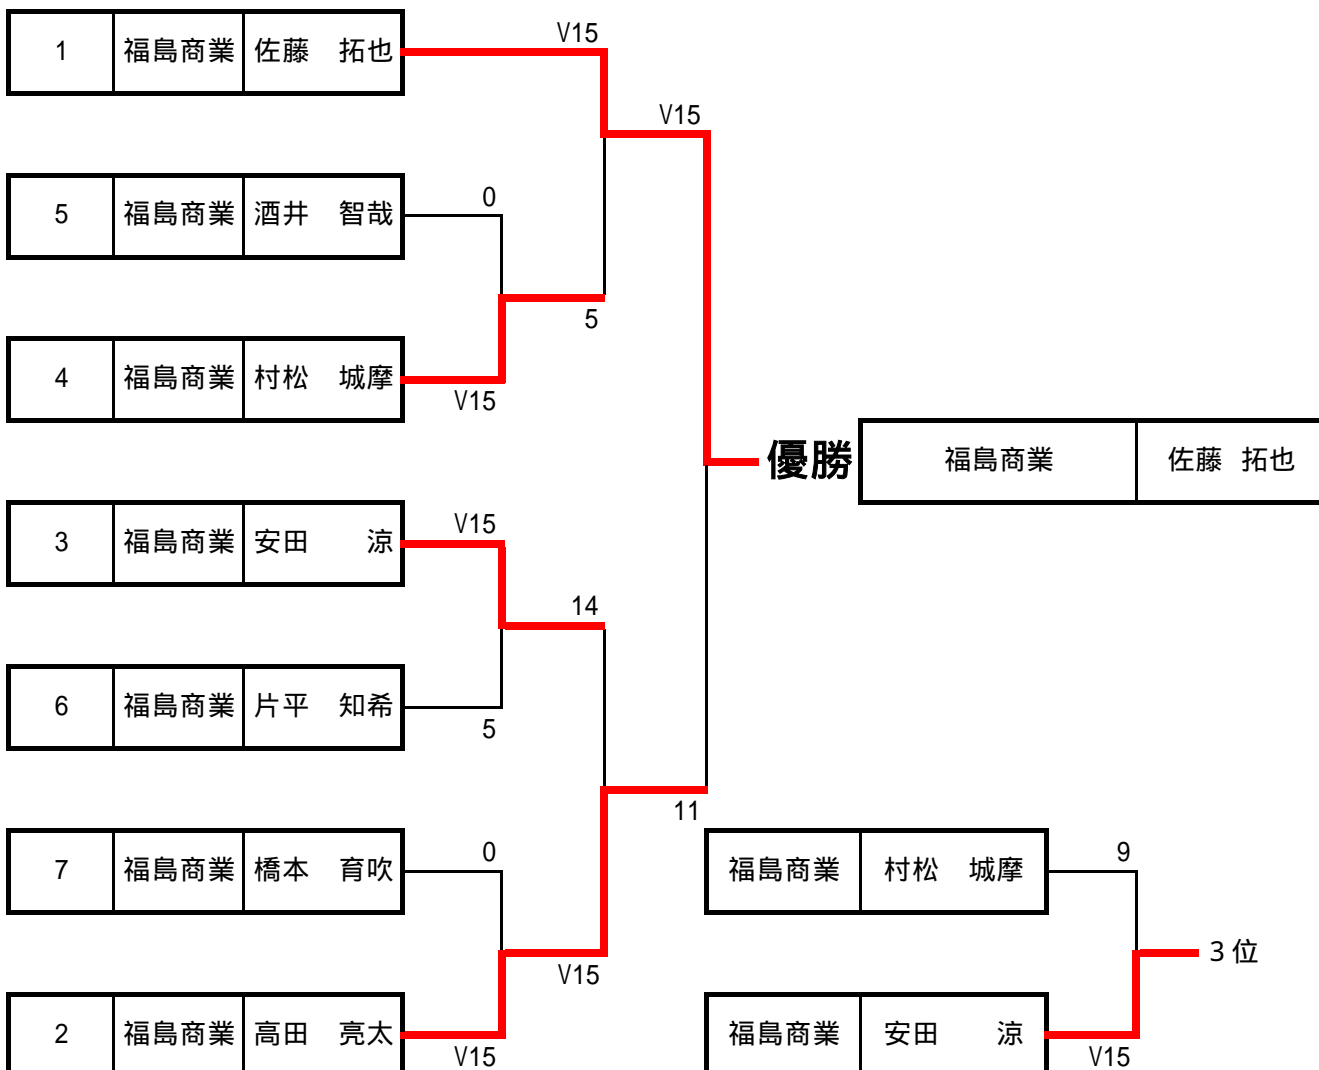 V15
1 福島商業 佐藤　拓也
V15
0
5 福島商業 酒井　智哉
5
4 福島商業 村松　城摩
V15
優勝 福島商業 佐藤 拓也
V15
3 福島商業 安田　　涼
14
6 福島商業 片平　知希
5
11
0
7 福島商業 橋本　育吹
V15
2 福島商業 高田　亮太
V15
福島商業 村松　城摩
9
3位
福島商業 安田　　涼
V15